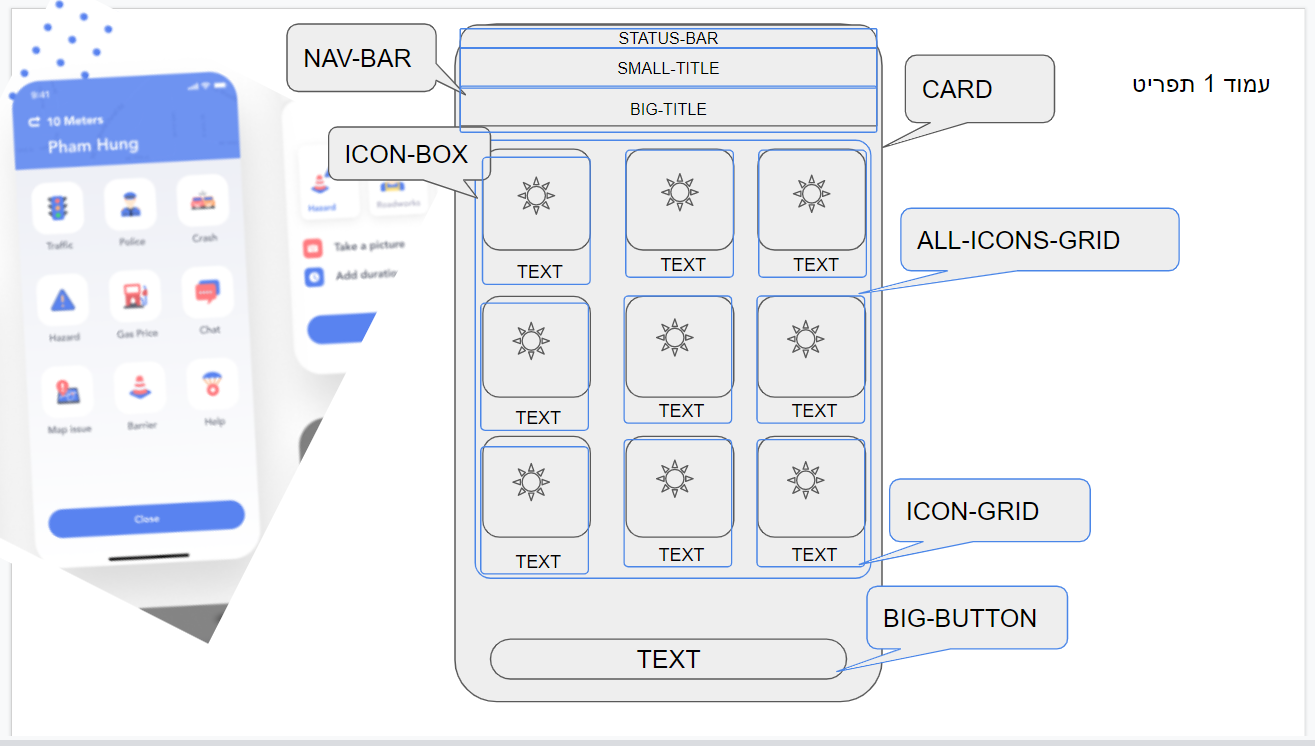 עמוד 1 תפריט
9:41
10 Meters
Pham Hung
Traffic
Police
Crash
Hazard
Gas Price
Chat
Map issue
Barrier
Help
Close
Hazard
Roadworks
Take a picture
Add duratio
NAV-BAR
STATUS-BAR
SMALL-TITLE
BIG-TITLE
CARD
ICON-BOX
TEXT
TEXT
TEXT
ALL-ICONS-GRID
TEXT
TEXT
TEXT
TEXT
TEXT
TEXT
ICON-GRID
BIG-BUTTON
TEXT